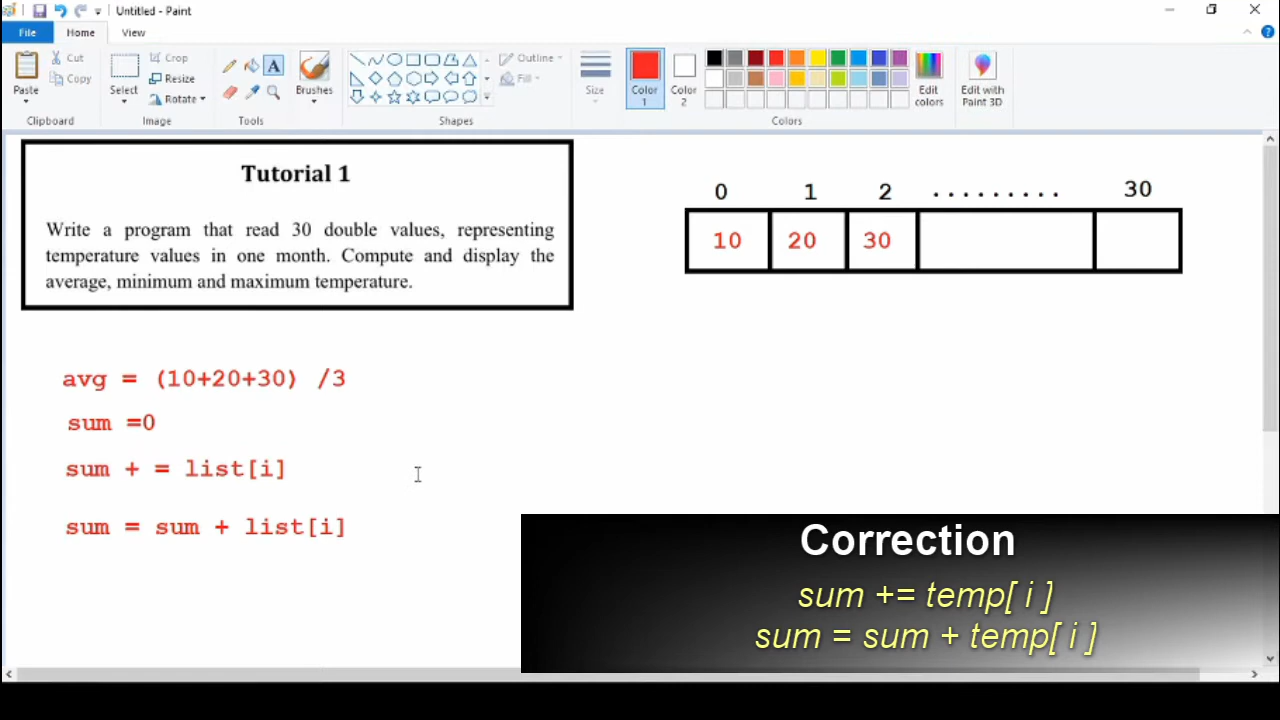 Untitled - Paint
File Home View
Cut
Copy
Paste
Clipboard
Select
Crop
Resize
Rotate
Image
Tools
Brushes
Shapes
Outline
Fill
Size
Color 1
Color 2
Edit colors
Colors
Edit with Paint 3D
Tutorial 1
Write a program that read 30 double values, representing
temperature values in one month. Compute and display the
average, minimum and maximum temperature.
0 1 2 ......... 30
10 20 30
avg = (10+20+30) /3
sum =0
sum + = list[i]
sum = sum + list[i]
Correction
sum += temp[ i ]
sum = sum + temp[ i ]